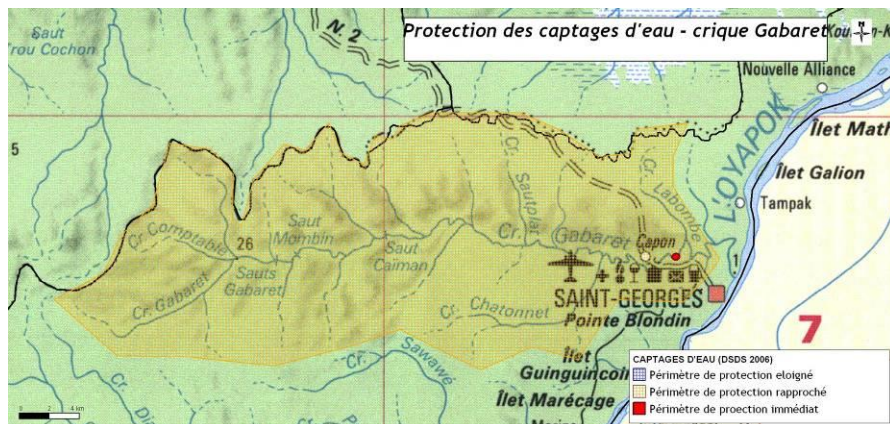 Protection des captages d'eau - crique Gabaret
N
N. 2
Saut
Trou Cochon
Nouvelle Alliance
Îlet Math
Îlet Galion
L'OYAPOK
Tampak
5
Cr. Comptable
26
Saut
Mombin
Sauts
Gabaret
Cr. Gabaret
Saut
Caïman
Cr. Sautplat
Cr. Gabaret
Cr. Labombe
Capon
1
SAINT-GEORGES
Pointe Blondin
Cr. Chatonnet
Cr. Sawawé
Îlet
Îlet Marécage
7
Cr.
CAPTAGES D'EAU (DSDS 2006)
Périmètre de protection eloigné
Périmètre de protection rapproché
Périmètre de proection immédiat
0 2 4 km